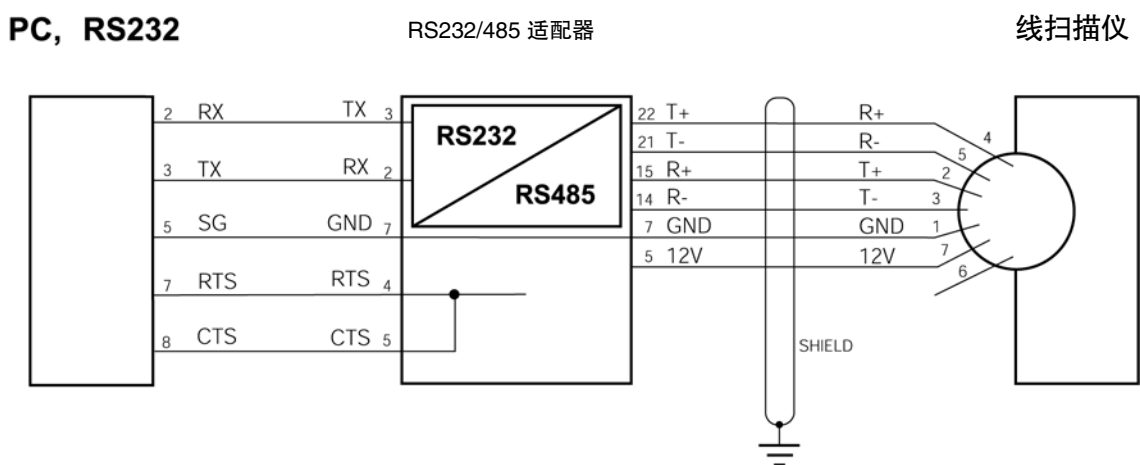 PC, RS232
RS232/485 适配器
线扫描仪
2 RX TX 3
RS232
RS485
22 T+ R+ 4
21 T- R- 5
3 TX RX 2
15 R+ T+ 2
14 R- T- 3
5 SG GND 7
7 GND GND 1
5 12V 12V 7
6
7 RTS RTS 4
8 CTS CTS 5
SHIELD